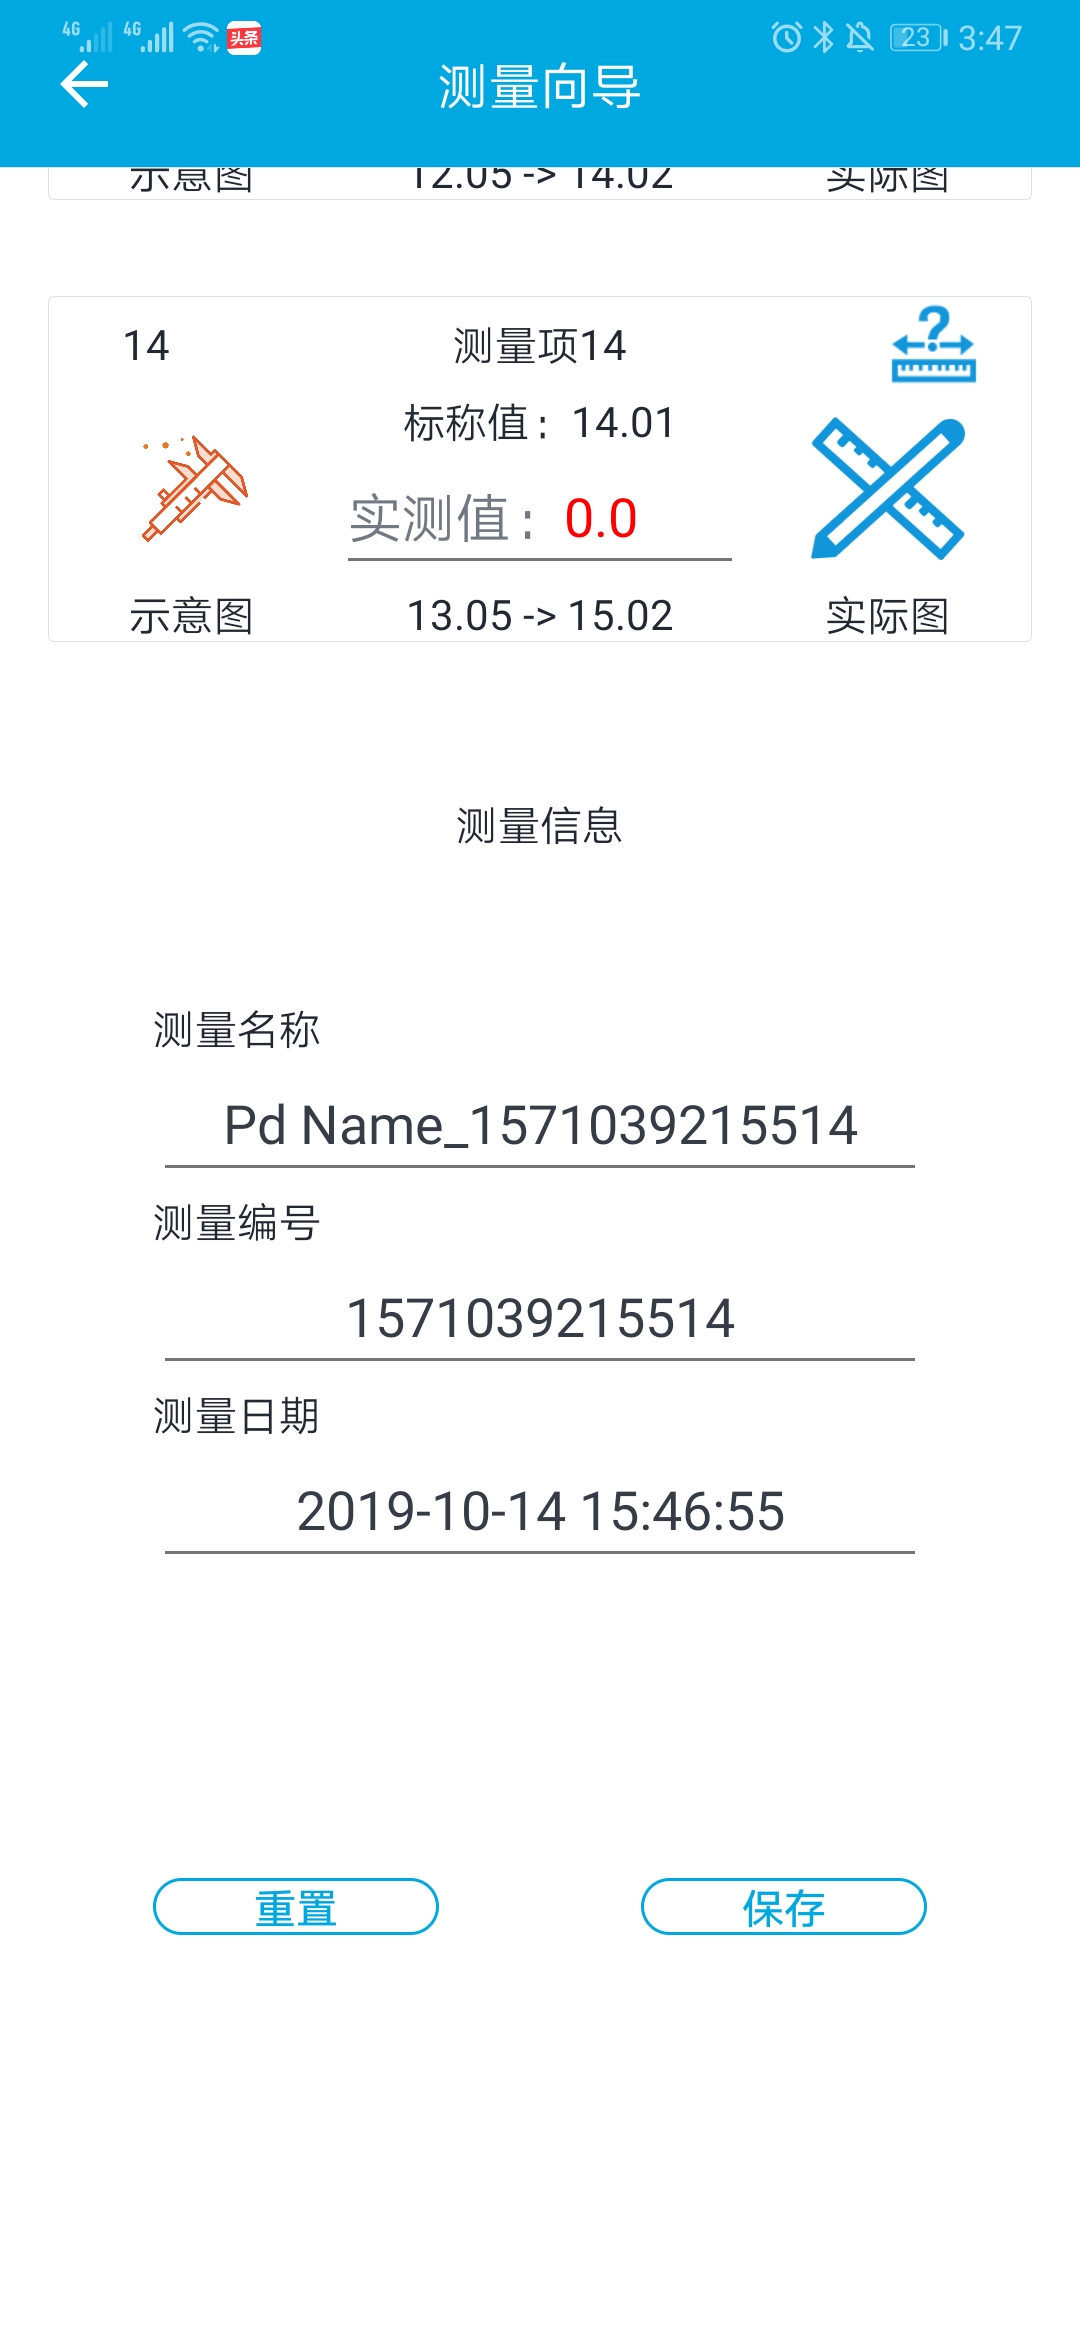 4G 4G 头条 23 3:47
测量向导
示意图 12.05 -> 14.02 实际图
14 测量项14
标称值：14.01
实测值：0.0
示意图 13.05 -> 15.02 实际图
测量信息
测量名称
Pd Name_1571039215514
测量编号
1571039215514
测量日期
2019-10-14 15:46:55
重置 保存